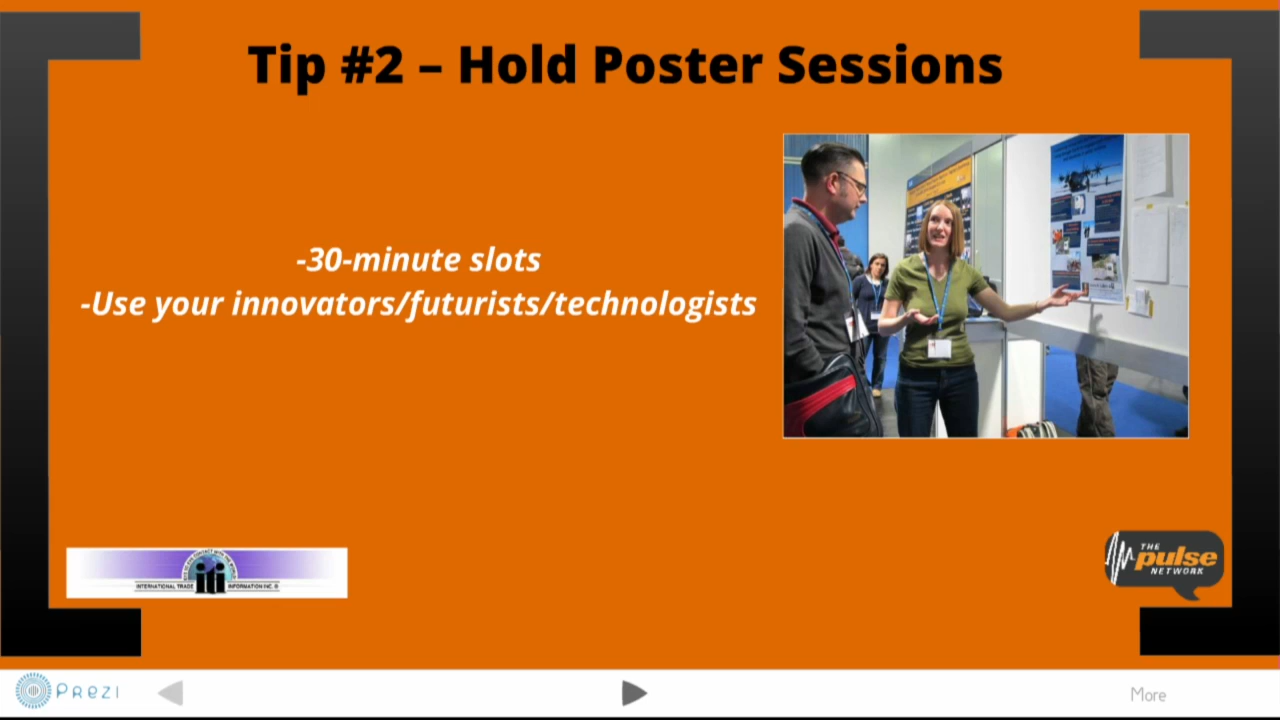 Tip #2 – Hold Poster Sessions
-30-minute slots
-Use your innovators/futurists/technologists
iti
INTERNATIONAL TRADE INFORMATION INC.®
THE
pulse
NETWORK
Prezi
More